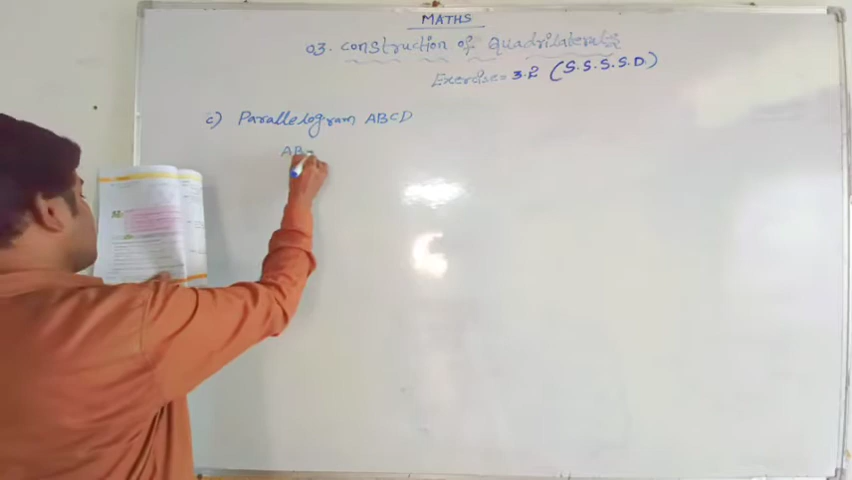 MATHS
03. Construction of Quadrilaterals
Exercise= 3.2 (S.S.S.S.D.)
c) Parallelogram ABCD
AB=